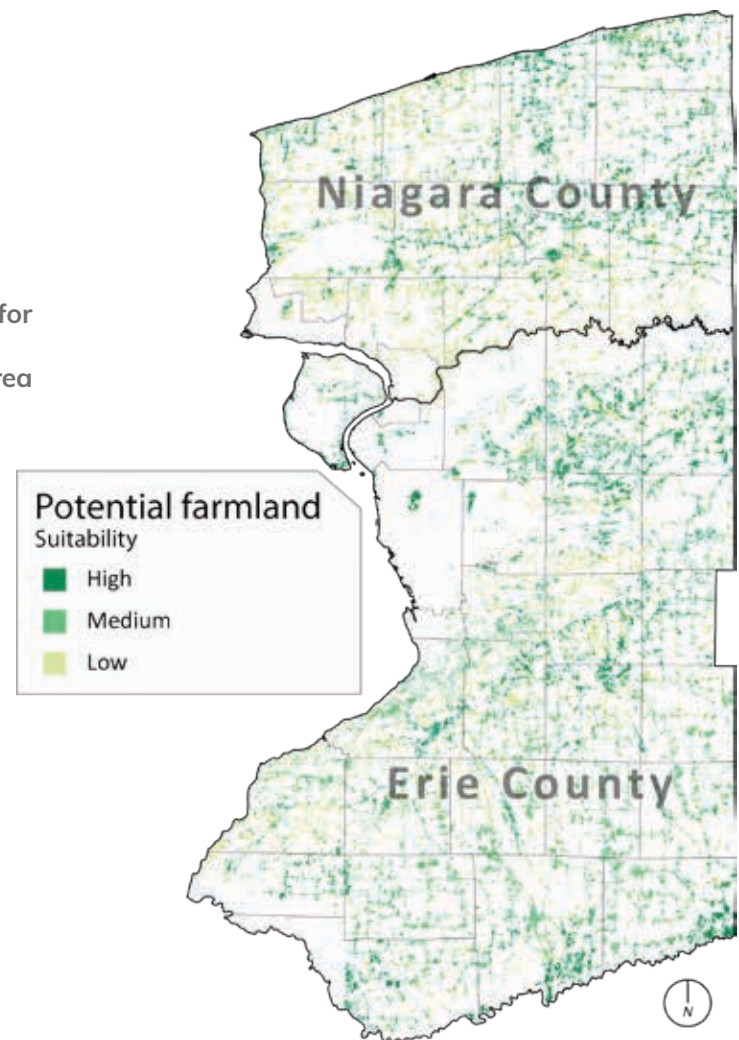 Niagara County
for
rea
Potential farmland
Suitability
High
Medium
Low
Erie County
N